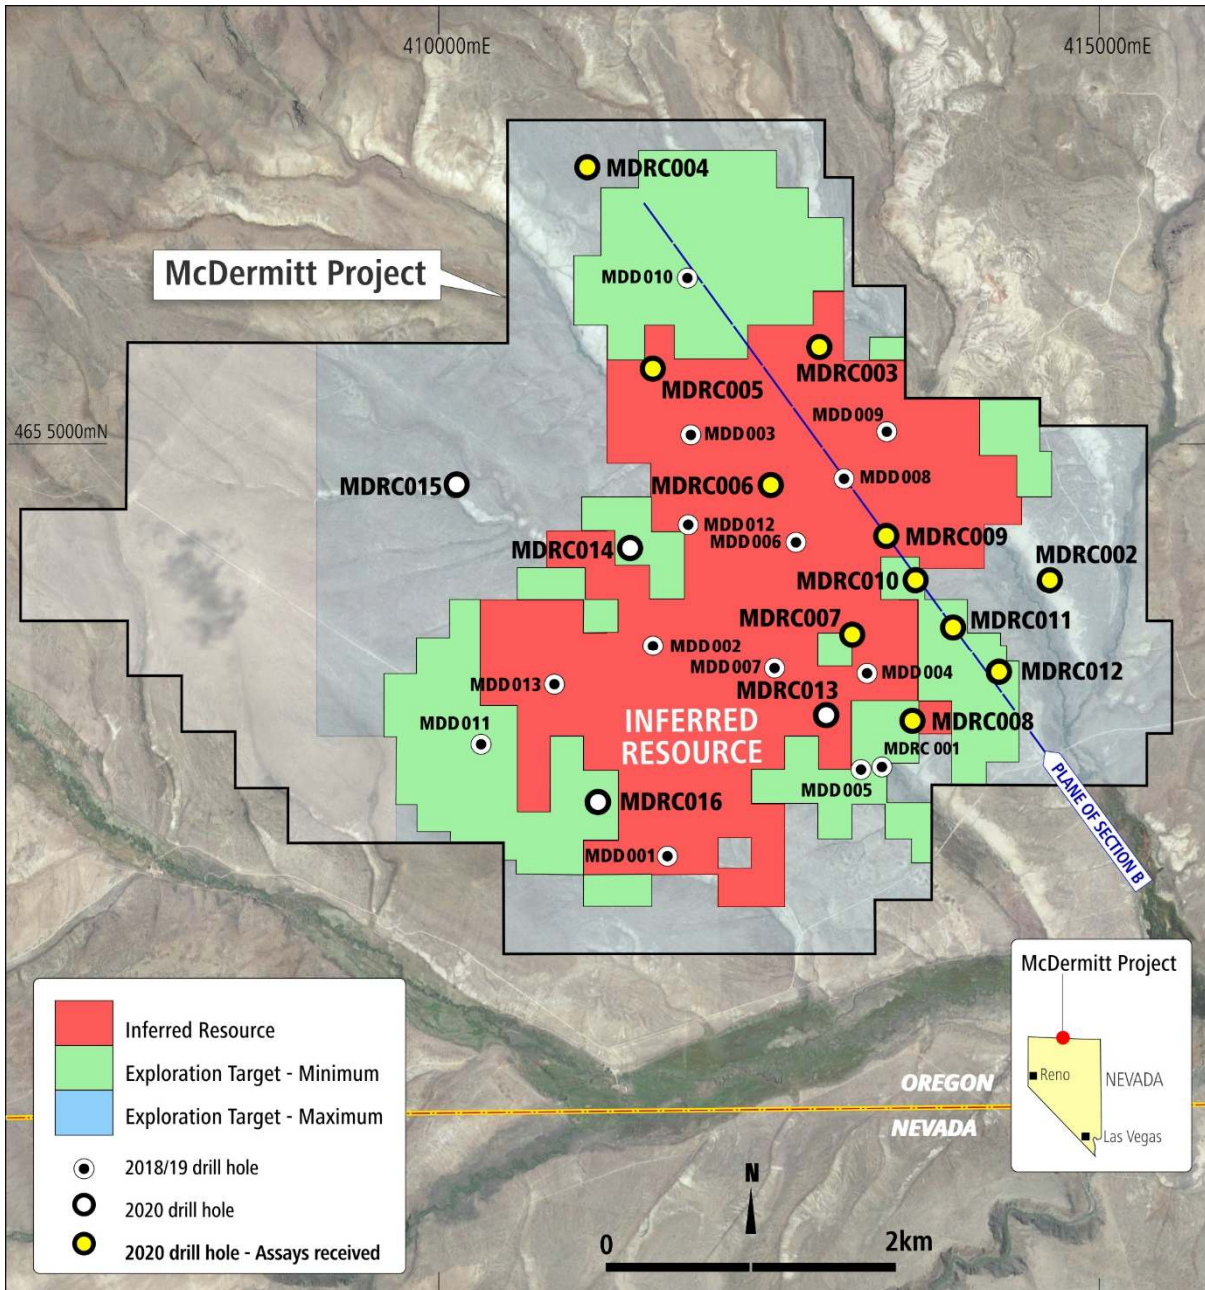 410000mE
415000mE
MDRC004
McDermitt Project
MDD010
MDRC003
MDRC005
MDD009
465 5000mN
MDD003
MDD008
MDRC015
MDRC006
MDD012
MDD006
MDRC009
MDRC014
MDRC002
MDRC010
MDRC007
MDRC011
MDD002
MDD007
MDD004
MDRC012
MDD013
MDRC013
INFERRED
RESOURCE
MDRC008
MDD011
MDRC 001
MDD005
PLANE OF SECTION B
MDRC016
MDD001
McDermitt Project
Reno
NEVADA
Las Vegas
Inferred Resource
Exploration Target - Minimum
Exploration Target - Maximum
2018/19 drill hole
2020 drill hole
2020 drill hole - Assays received
OREGON
NEVADA
N
0
2km